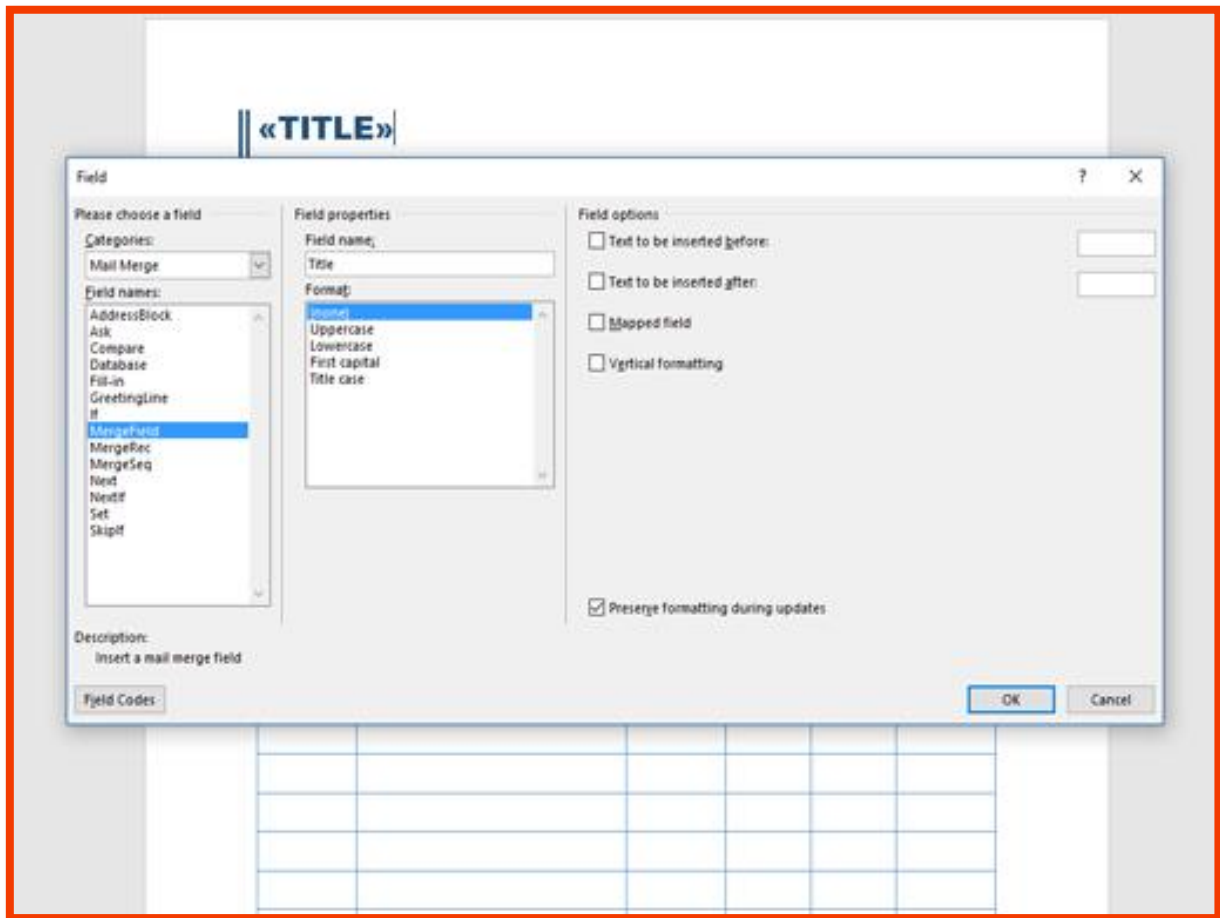 «TITLE»
Field
?
Please choose a field
Categories:
Mail Merge
Field names:
AddressBlock
Ask
Compare
Database
Fill-in
GreetingLine
If
MergeField
MergeRec
MergeSeq
Next
NextIf
Set
SkipIf
Field properties
Field name:
Title
Format:
(none)
Uppercase
Lowercase
First capital
Title case
Field options
Text to be inserted before:
Text to be inserted after:
Mapped field
Vertical formatting
Preserve formatting during updates
Description:
Insert a mail merge field
Field Codes
OK
Cancel